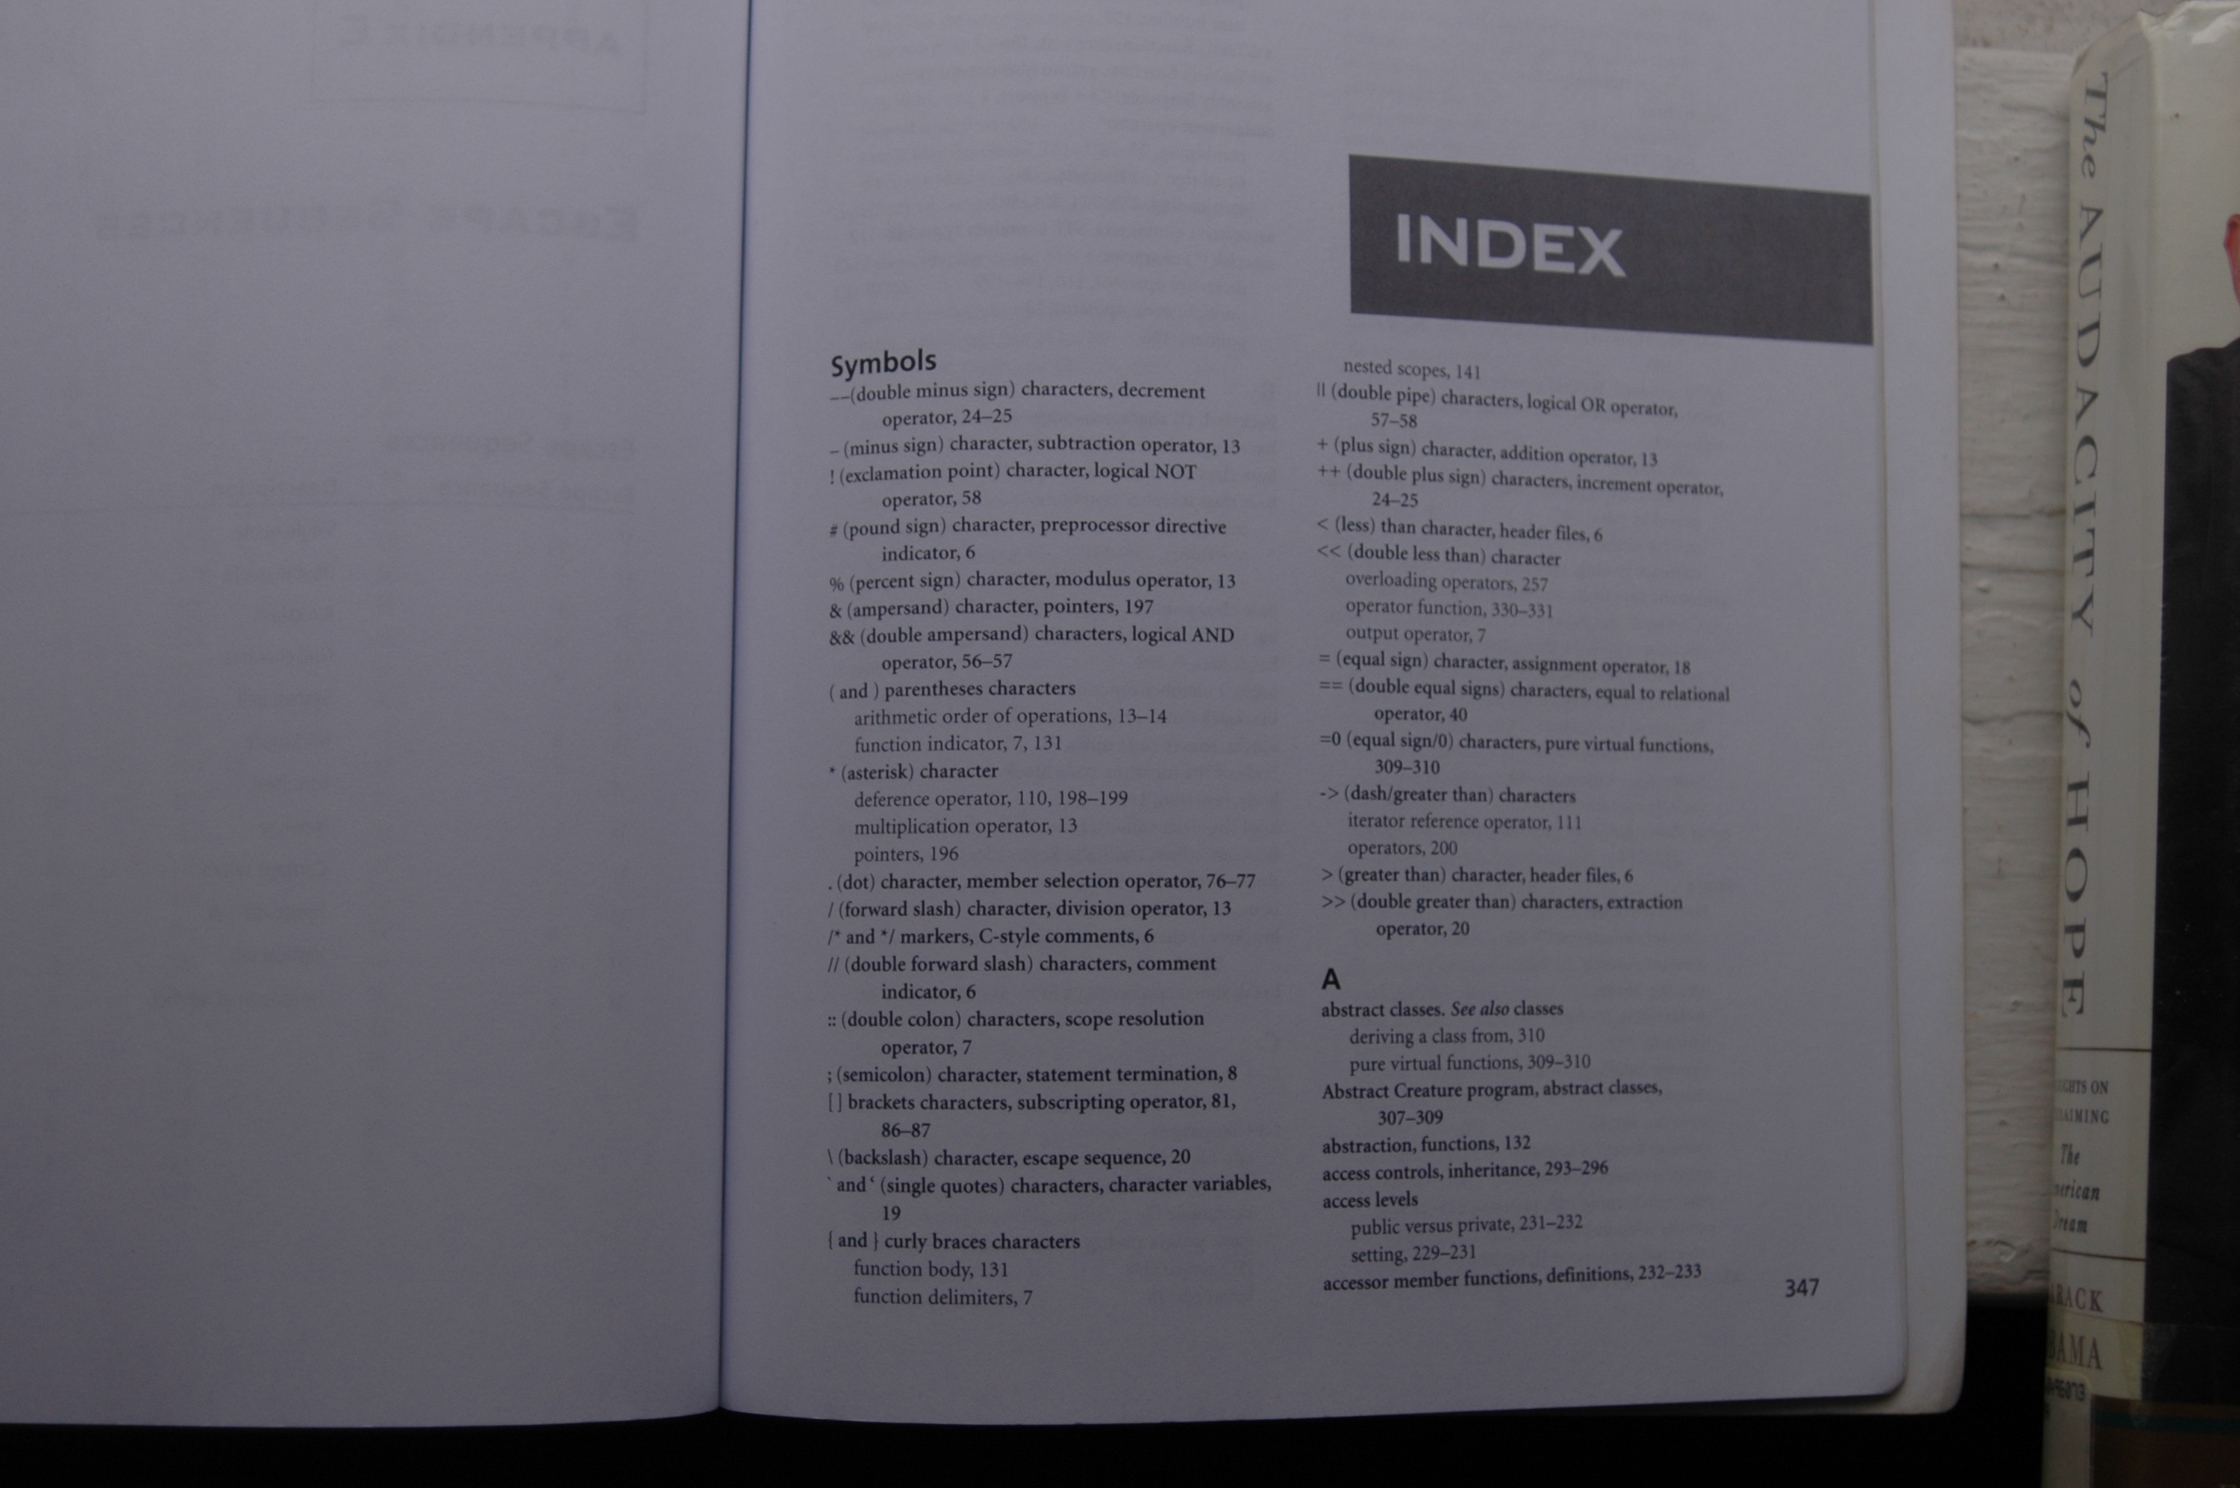 INDEX
Symbols
––(double minus sign) characters, decrement
operator, 24–25
– (minus sign) character, subtraction operator, 13
! (exclamation point) character, logical NOT
operator, 58
# (pound sign) character, preprocessor directive
indicator, 6
% (percent sign) character, modulus operator, 13
& (ampersand) character, pointers, 197
&& (double ampersand) characters, logical AND
operator, 56–57
( and ) parentheses characters
arithmetic order of operations, 13–14
function indicator, 7, 131
* (asterisk) character
deference operator, 110, 198–199
multiplication operator, 13
pointers, 196
. (dot) character, member selection operator, 76–77
/ (forward slash) character, division operator, 13
/* and */ markers, C-style comments, 6
// (double forward slash) characters, comment
indicator, 6
:: (double colon) characters, scope resolution
operator, 7
; (semicolon) character, statement termination, 8
[ ] brackets characters, subscripting operator, 81,
86–87
\ (backslash) character, escape sequence, 20
‘ and ‘ (single quotes) characters, character variables,
19
{ and } curly braces characters
function body, 131
function delimiters, 7
nested scopes, 141
|| (double pipe) characters, logical OR operator,
57–58
+ (plus sign) character, addition operator, 13
++ (double plus sign) characters, increment operator,
24–25
< (less) than character, header files, 6
<< (double less than) character
overloading operators, 257
operator function, 330–331
output operator, 7
= (equal sign) character, assignment operator, 18
== (double equal signs) characters, equal to relational
operator, 40
=0 (equal sign/0) characters, pure virtual functions,
309–310
-> (dash/greater than) characters
iterator reference operator, 111
operators, 200
> (greater than) character, header files, 6
>> (double greater than) characters, extraction
operator, 20
A
abstract classes. See also classes
deriving a class from, 310
pure virtual functions, 309–310
Abstract Creature program, abstract classes,
307–309
abstraction, functions, 132
access controls, inheritance, 293–296
access levels
public versus private, 231–232
setting, 229–231
accessor member functions, definitions, 232–233
347
The AUDACITY of HOPE
GHTS ON
AIMING
The
erican
ream
RACK
BAMA